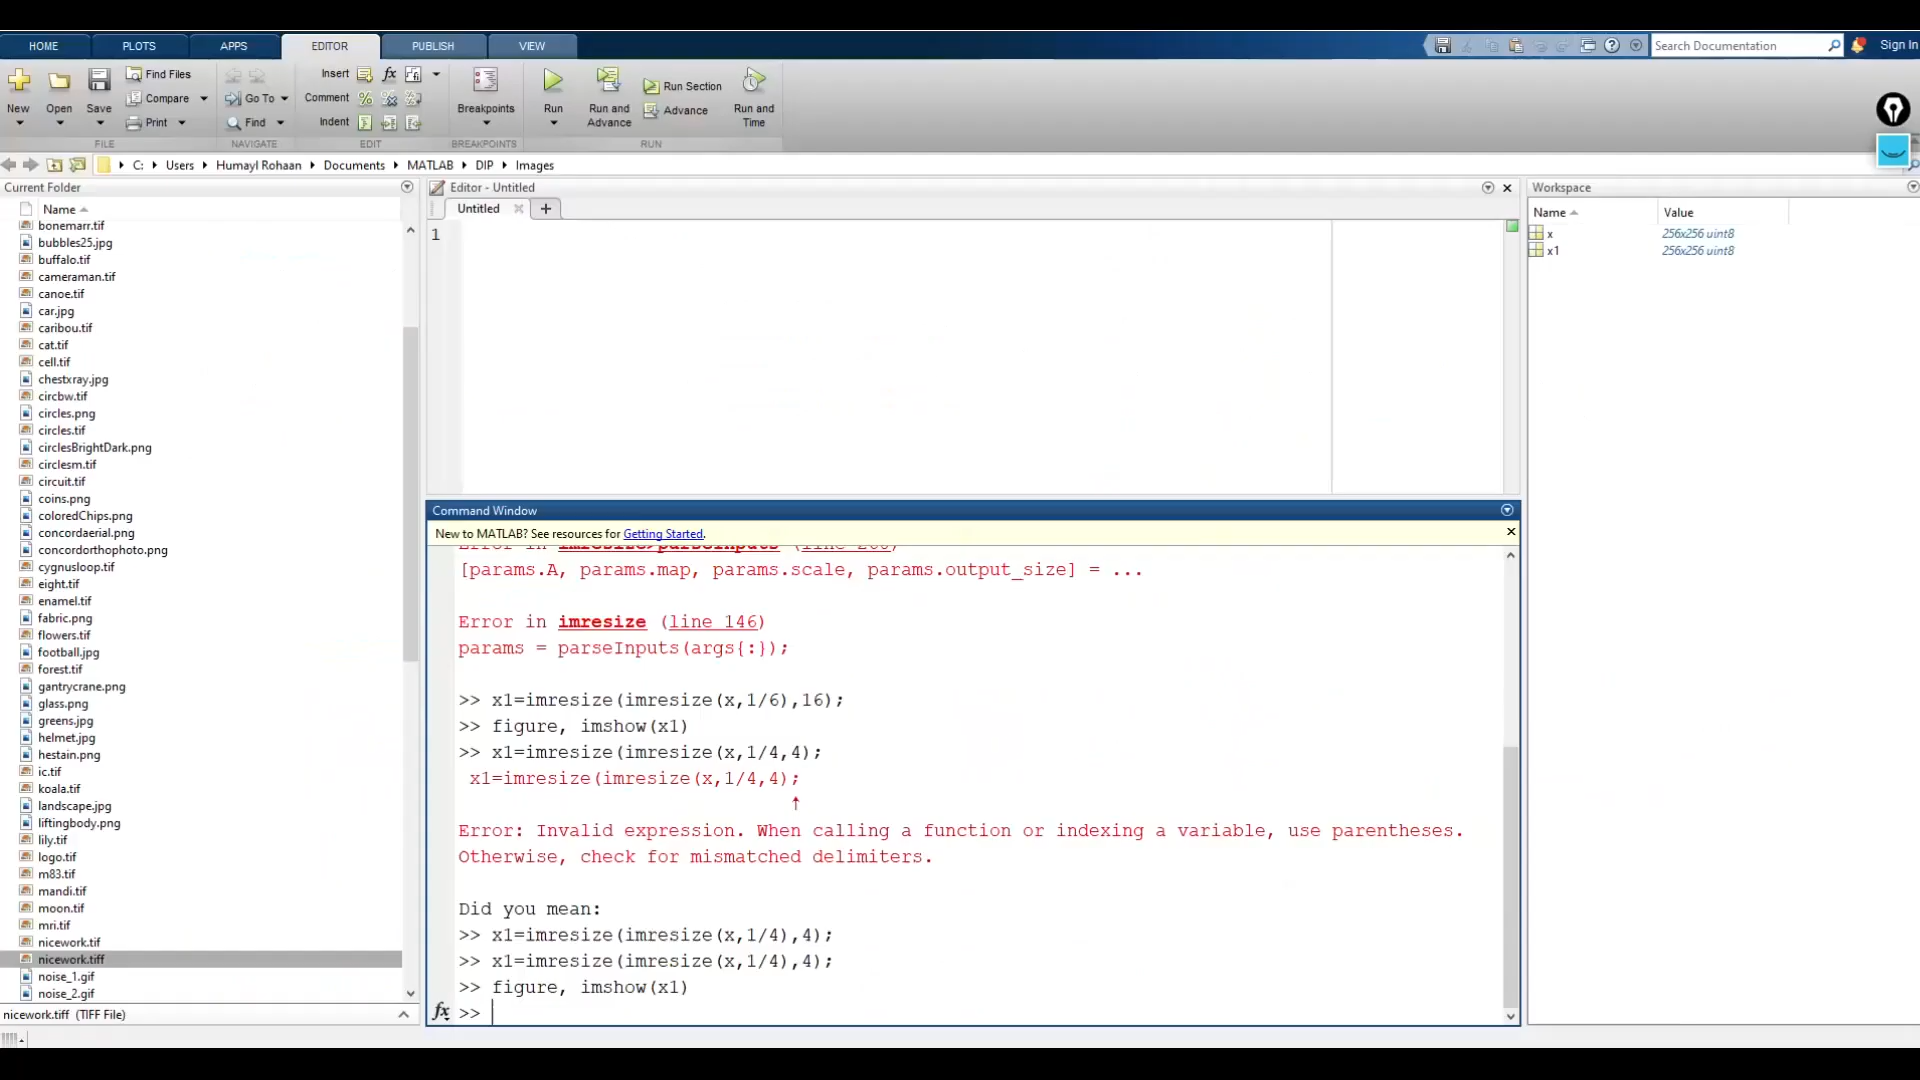 HOME PLOTS APPS EDITOR PUBLISH VIEW
Search Documentation
Sign In
New
Open
Save
Find Files
Compare
Print
FILE
Go To
Find
NAVIGATE
Insert
fx
Comment
Indent
EDIT
Breakpoints
BREAKPOINTS
Run
Run and
Advance
Run Section
Advance
Run and
Time
RUN
C: Users Humayl Rohaan Documents MATLAB DIP Images
Current Folder
Name
bonemarr.tif
bubbles25.jpg
buffalo.tif
cameraman.tif
canoe.tif
car.jpg
caribou.tif
cat.tif
cell.tif
chestxray.jpg
circbw.tif
circles.png
circles.tif
circlesBrightDark.png
circlesm.tif
circuit.tif
coins.png
coloredChips.png
concordaerial.png
concordorthophoto.png
cygnusloop.tif
eight.tif
enamel.tif
fabric.png
flowers.tif
football.jpg
forest.tif
gantrycrane.png
glass.png
greens.jpg
helmet.jpg
hestain.png
ic.tif
koala.tif
landscape.jpg
liftingbody.png
lily.tif
logo.tif
m83.tif
mandi.tif
moon.tif
mri.tif
nicework.tif
nicework.tiff
noise_1.gif
noise_2.gif
nicework.tiff (TIFF File)
Editor - Untitled
Untitled
1
Command Window
New to MATLAB? See resources for Getting Started.
Error in imresize>parseInputs (line 266)
[params.A, params.map, params.scale, params.output_size] = ...
Error in imresize (line 146)
params = parseInputs(args{:});
>> x1=imresize(imresize(x,1/6),16);
>> figure, imshow(x1)
>> x1=imresize(imresize(x,1/4,4);
x1=imresize(imresize(x,1/4,4);
↑
Error: Invalid expression. When calling a function or indexing a variable, use parentheses.
Otherwise, check for mismatched delimiters.
Did you mean:
>> x1=imresize(imresize(x,1/4),4);
>> x1=imresize(imresize(x,1/4),4);
>> figure, imshow(x1)
fx >>
Workspace
Name Value
x 256x256 uint8
x1 256x256 uint8